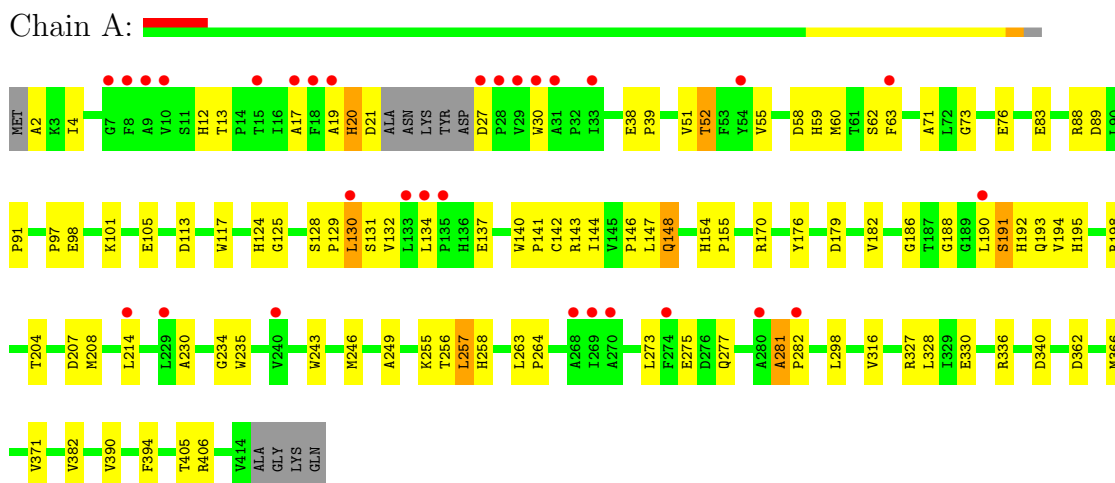 Chain A:
MET A2 K3 I4 G7 F8 A9 V10 S11 H12 T13 P14 T15 I16 A17 F18 A19 H20 D21 ALA ASN LYS TYR ASP D27 P28 V29 W30 A31 P32 I33 E38 P39 V51 T52 F53 Y54 V55 D58 H59 M60 T61 S62 F63 A71 L72 G73 E76 E83 R88 D89 L90
P91 P97 E98 K101 E105 D113 W117 H124 G125 S128 P129 L130 S131 V132 L133 L134 P135 H136 E137 W140 P141 C142 R143 I144 V145 P146 L147 Q148 H154 P155 R170 Y176 D179 V182 G186 T187 G188 G189 L190 S191 H192 Q193 V194 H195
T204 D207 M208 L214 L229 A230 G234 W235 V240 W243 M246 A249 K255 T256 L257 H258 L263 P264 A268 I269 A270 L273 F274 E275 D276 Q277 A280 A281 P282 L298 V316 R327 L328 I329 E330 R336 D340 D362 M366
V371 V382 V390 F394 T405 R406 V414 ALA GLY LYS GLN